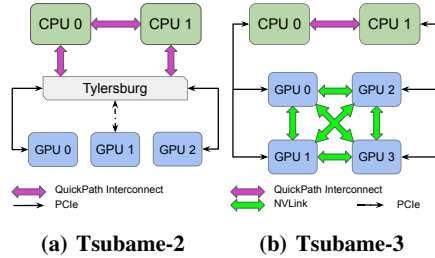 CPU 0
CPU 1
Tylersburg
GPU 0
GPU 1
GPU 2
QuickPath Interconnect
PCIe
(a) Tsubame-2
CPU 0
CPU 1
GPU 0
GPU 2
GPU 1
GPU 3
QuickPath Interconnect
NVLink
PCIe
(b) Tsubame-3